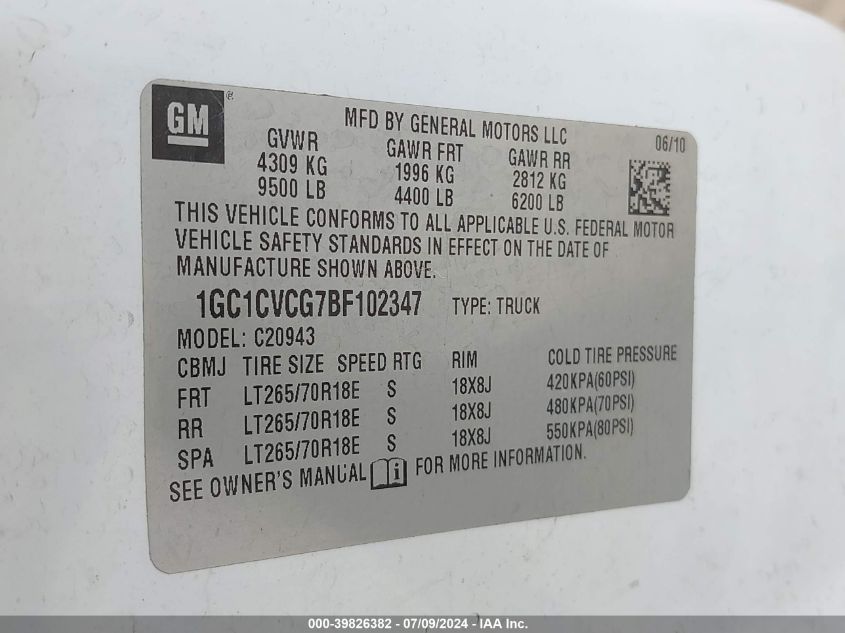 GM ®
MFD BY GENERAL MOTORS LLC 06/10
GVWR GAWR FRT GAWR RR
4309 KG 1996 KG 2812 KG
9500 LB 4400 LB 6200 LB
THIS VEHICLE CONFORMS TO ALL APPLICABLE U.S. FEDERAL MOTOR
VEHICLE SAFETY STANDARDS IN EFFECT ON THE DATE OF
MANUFACTURE SHOWN ABOVE.
1GC1CVCG7BF102347 TYPE: TRUCK
MODEL: C20943
CBMJ TIRE SIZE SPEED RTG RIM COLD TIRE PRESSURE
FRT LT265/70R18E S 18X8J 420KPA(60PSI)
RR LT265/70R18E S 18X8J 480KPA(70PSI)
SPA LT265/70R18E S 18X8J 550KPA(80PSI)
SEE OWNER'S MANUAL i FOR MORE INFORMATION.
000-39826382 - 07/09/2024 - IAA Inc.